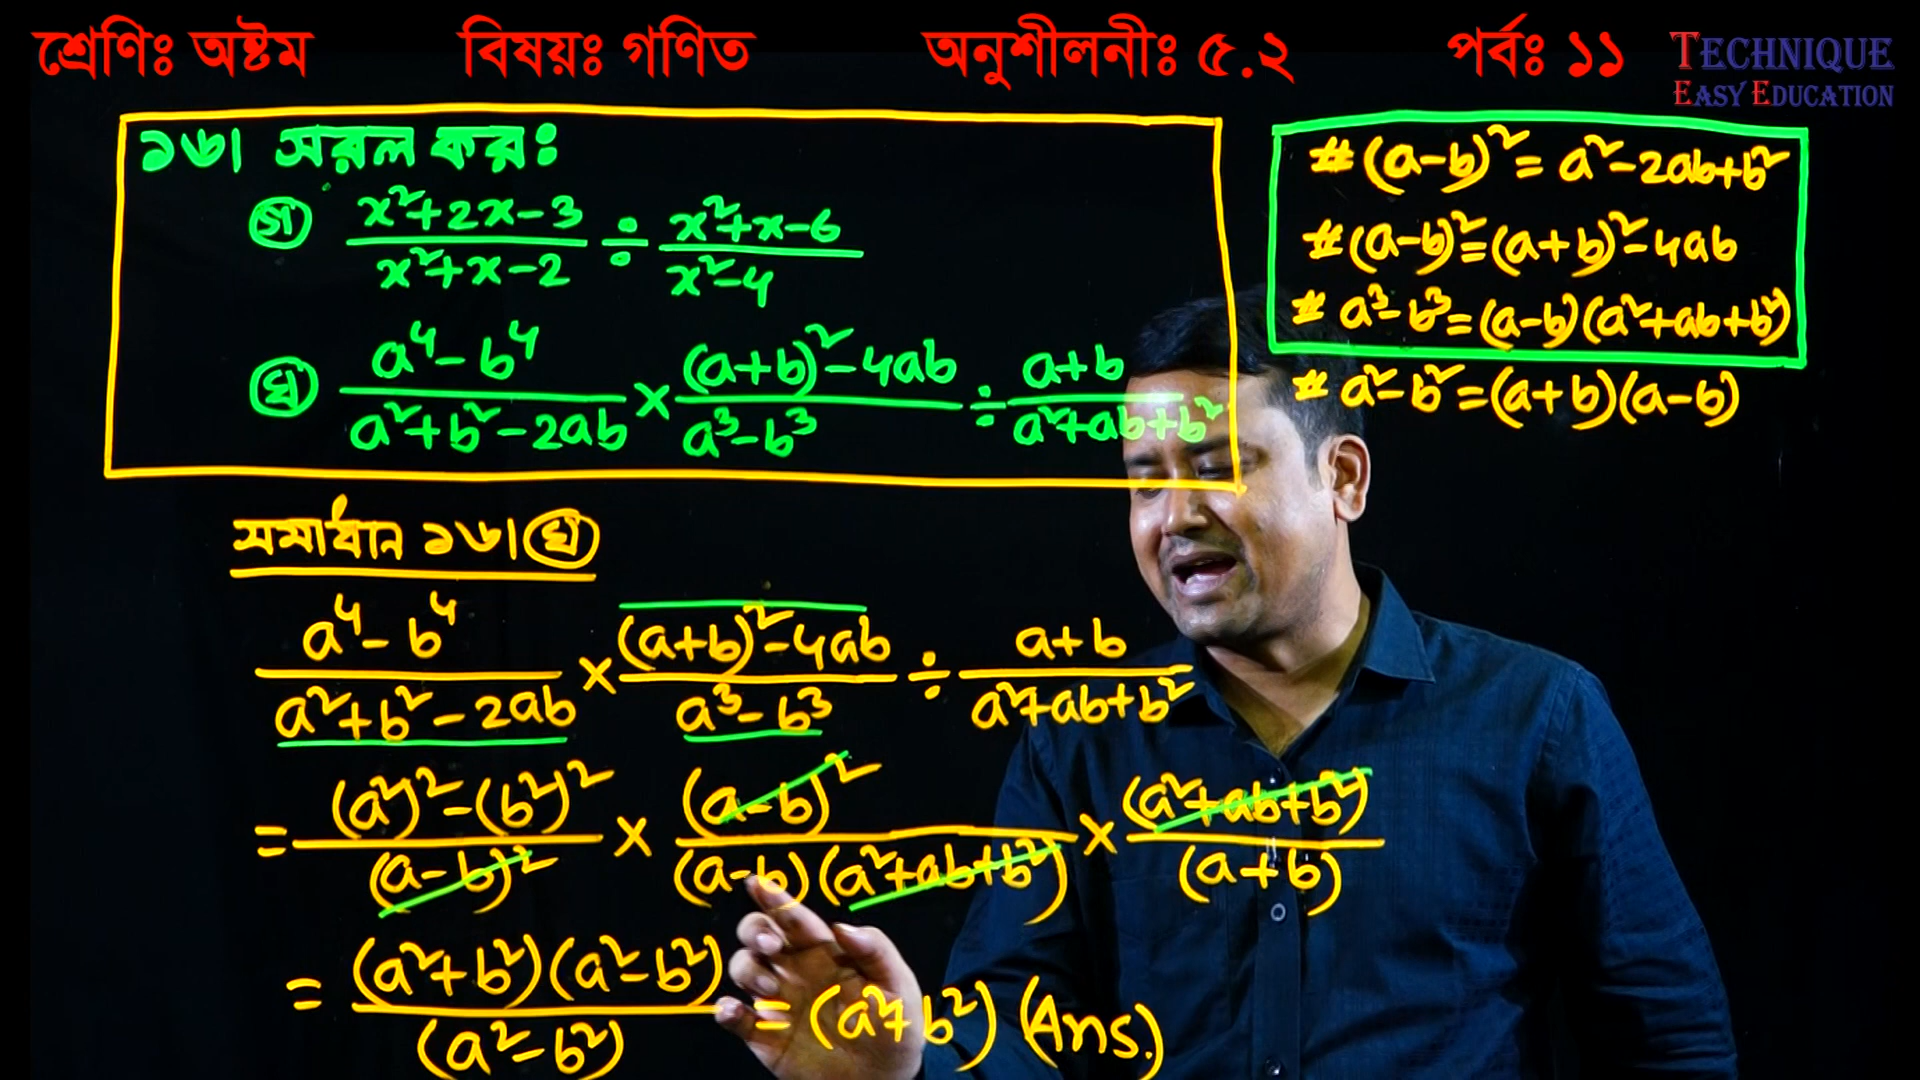 শ্রেণিঃ অষ্টম বিষয়ঃ গণিত অনুশীলনীঃ ৫.২ পর্বঃ ১১
TECHNIQUE
EASY EDUCATION
১৬। সরল করঃ
(গ) (x²+2x-3)/(x²+x-2) ÷ (x²+x-6)/(x²-4)
(ঘ) (a⁴-b⁴)/(a²+b²-2ab) × ((a+b)²-4ab)/(a³-b³) ÷ (a+b)/(a²+ab+b²)
# (a-b)² = a²-2ab+b²
# (a-b)² = (a+b)²-4ab
# a³-b³ = (a-b)(a²+ab+b²)
# a²-b² = (a+b)(a-b)
সমাধান ১৬। (ঘ)
(a⁴-b⁴)/(a²+b²-2ab) × ((a+b)²-4ab)/(a³-b³) ÷ (a+b)/(a²+ab+b²)
= ((a²)²-(b²)²)/(a-b)² × (a-b)²/((a-b)(a²+ab+b²)) × (a²+ab+b²)/(a+b)
= (a²+b²)(a²-b²)/(a²-b²) = (a²+b²) (Ans.)